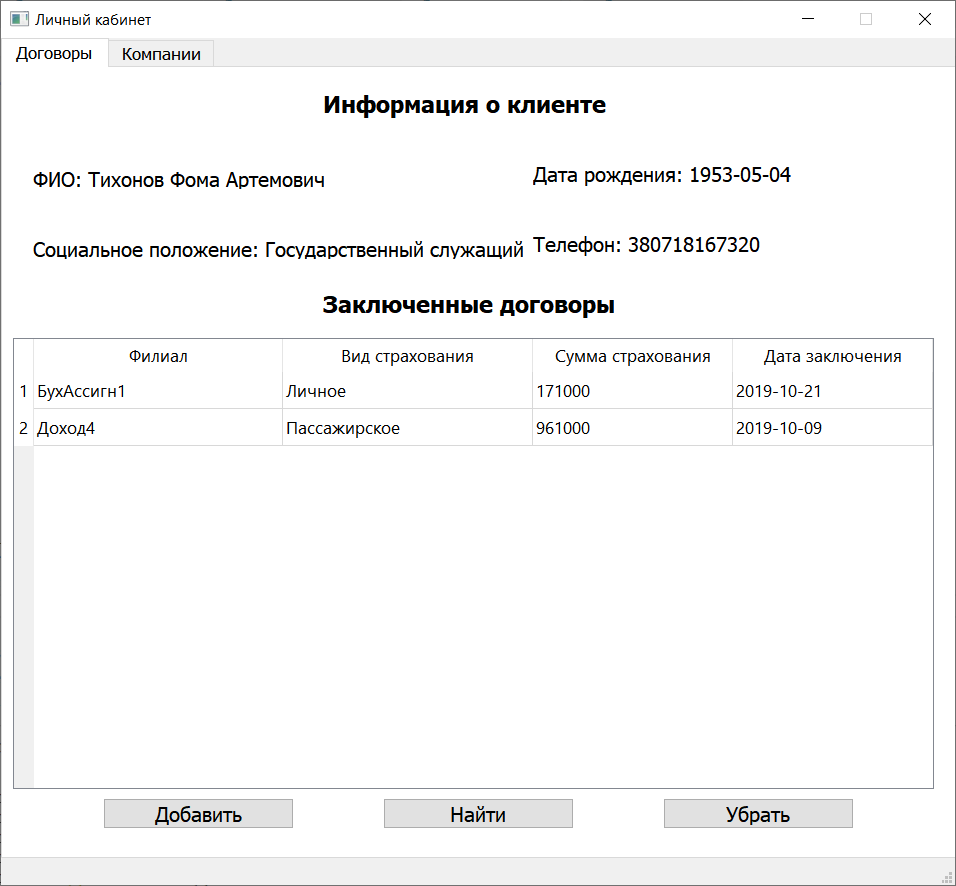 Личный кабинет
Договоры Компании
Информация о клиенте
ФИО: Тихонов Фома Артемович Дата рождения: 1953-05-04
Социальное положение: Государственный служащий Телефон: 380718167320
Заключенные договоры
Филиал Вид страхования Сумма страхования Дата заключения
1 БухАссигн1 Личное 171000 2019-10-21
2 Доход4 Пассажирское 961000 2019-10-09
Добавить Найти Убрать